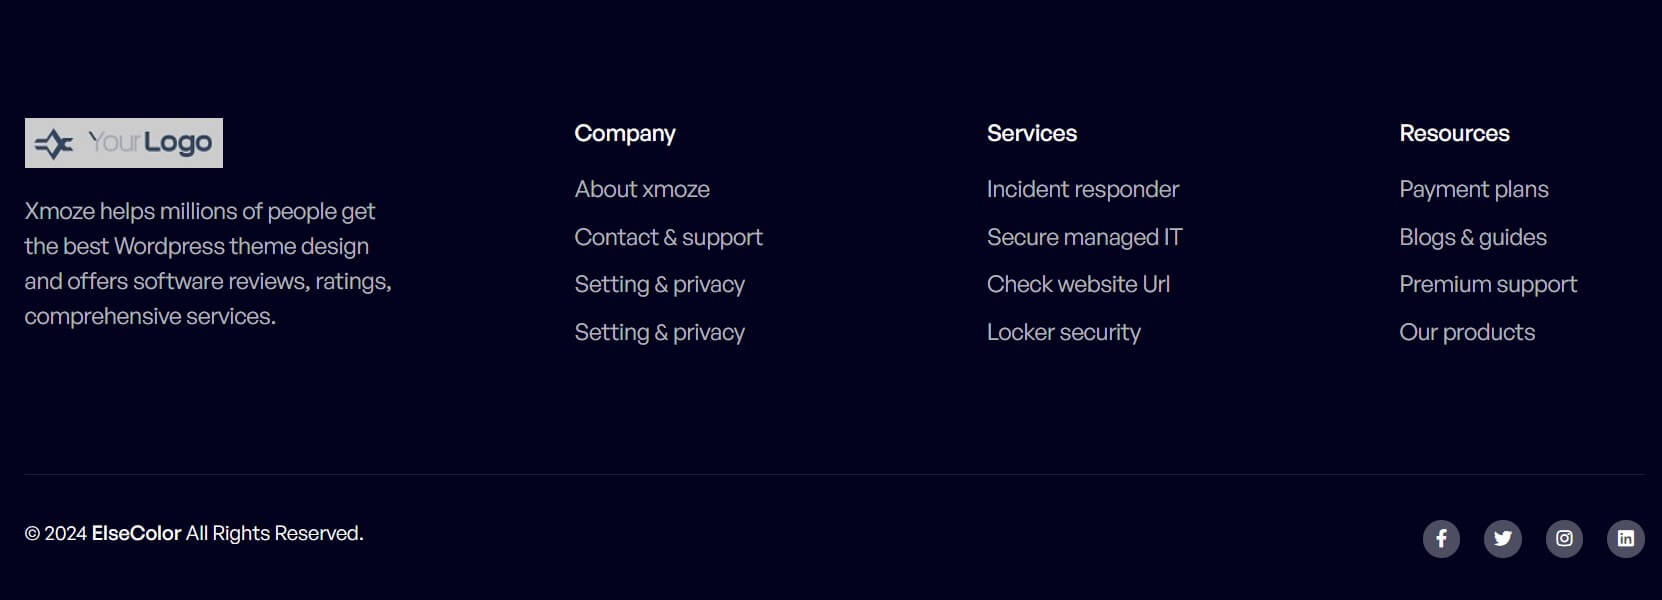 YourLogo
Xmoze helps millions of people get
the best Wordpress theme design
and offers software reviews, ratings,
comprehensive services.
Company
About xmoze
Contact & support
Setting & privacy
Setting & privacy
Services
Incident responder
Secure managed IT
Check website Url
Locker security
Resources
Payment plans
Blogs & guides
Premium support
Our products
© 2024 ElseColor All Rights Reserved.